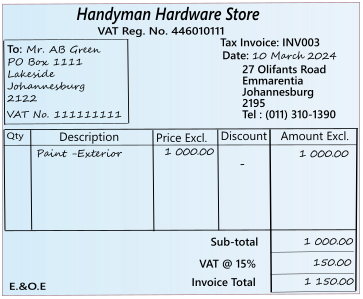 Handyman Hardware Store
VAT Reg. No. 446010111
To: Mr. AB Green
PO Box 1111
Lakeside
Johannesburg
2122
VAT No. 111111111
Tax Invoice: INV003
Date: 10 March 2024
27 Olifants Road
Emmarentia
Johannesburg
2195
Tel : (011) 310-1390
Qty Description Price Excl. Discount Amount Excl.
Paint -Exterior 1 000.00 - 1 000.00
Sub-total 1 000.00
VAT @ 15% 150.00
Invoice Total 1 150.00
E.&O.E